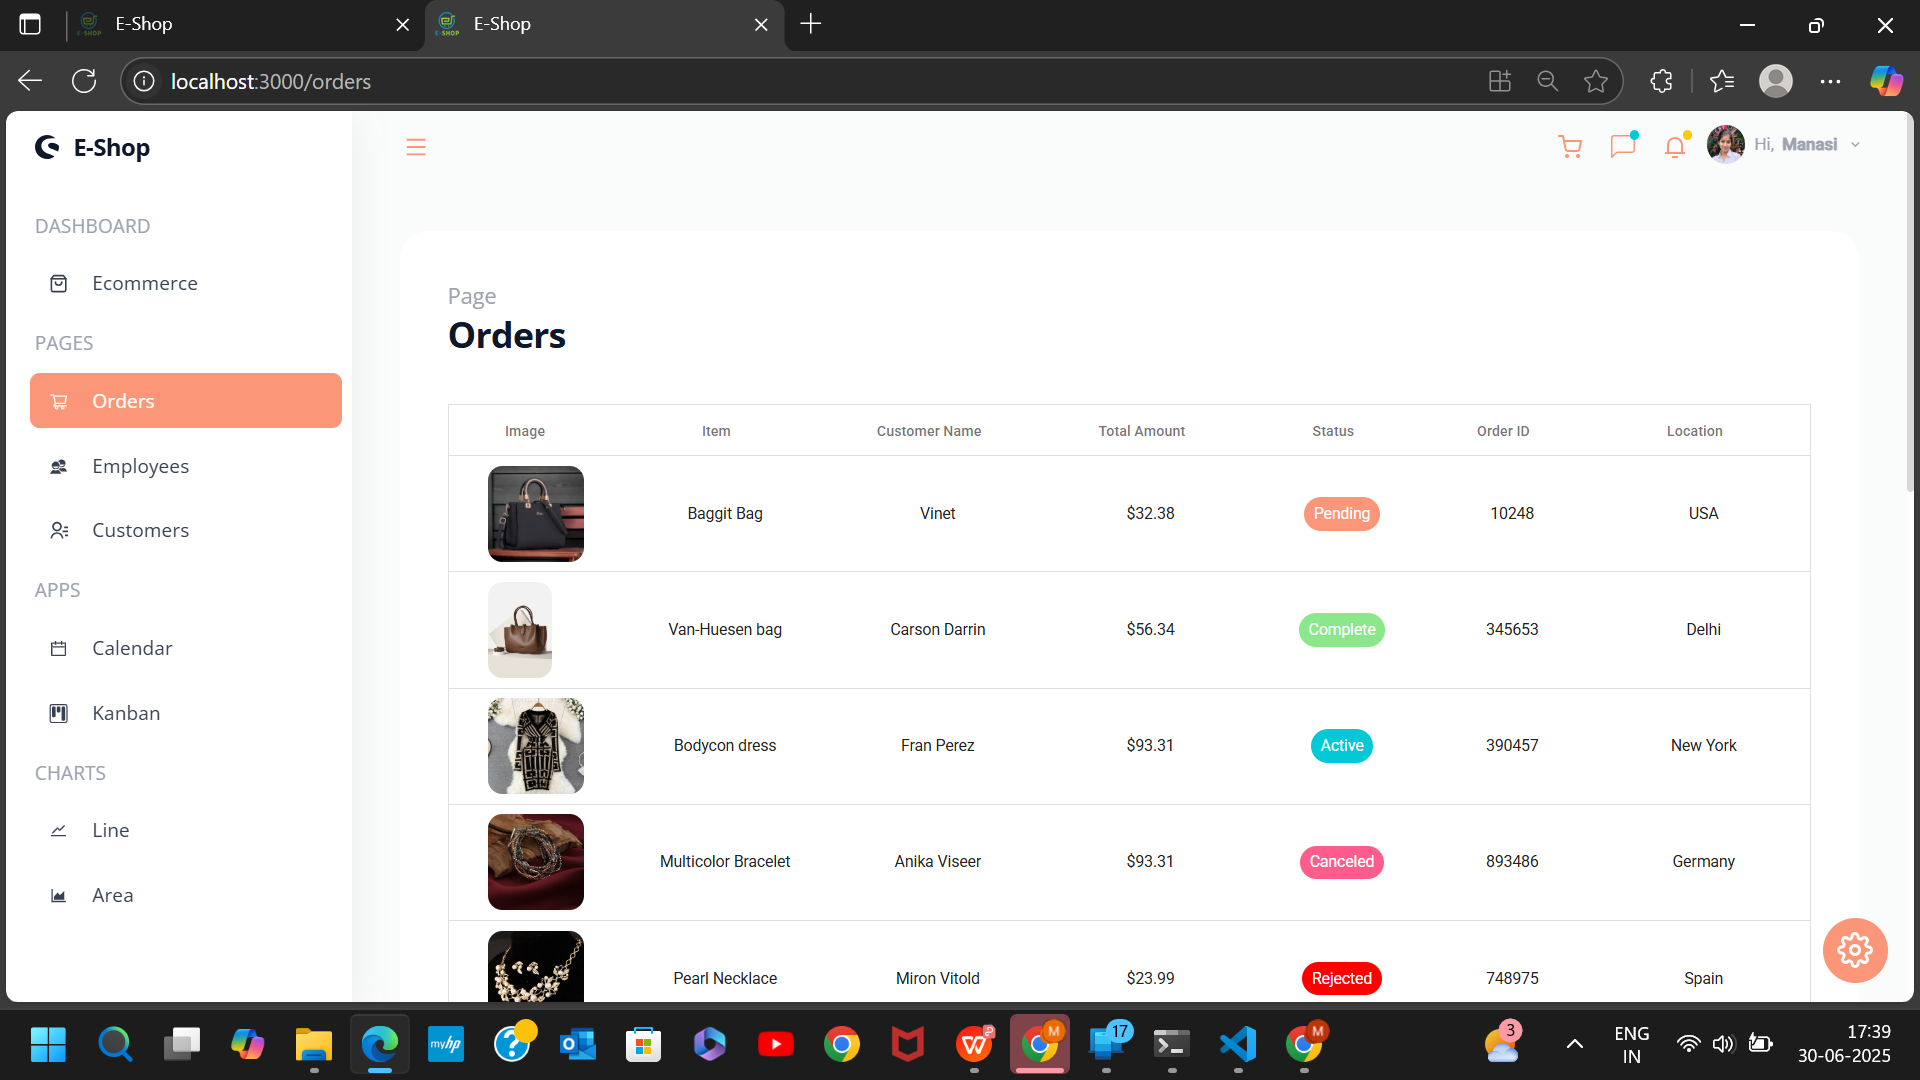 E-Shop
E-Shop
localhost:3000/orders
E-Shop
Hi, Manasi
DASHBOARD
Ecommerce
PAGES
Orders
Employees
Customers
APPS
Calendar
Kanban
CHARTS
Line
Area
Page
Orders
Image Item Customer Name Total Amount Status Order ID Location
Baggit Bag Vinet $32.38 Pending 10248 USA
Van-Huesen bag Carson Darrin $56.34 Complete 345653 Delhi
Bodycon dress Fran Perez $93.31 Active 390457 New York
Multicolor Bracelet Anika Viseer $93.31 Canceled 893486 Germany
Pearl Necklace Miron Vitold $23.99 Rejected 748975 Spain
myhp
M
17
M
3
ENG
IN
17:39
30-06-2025